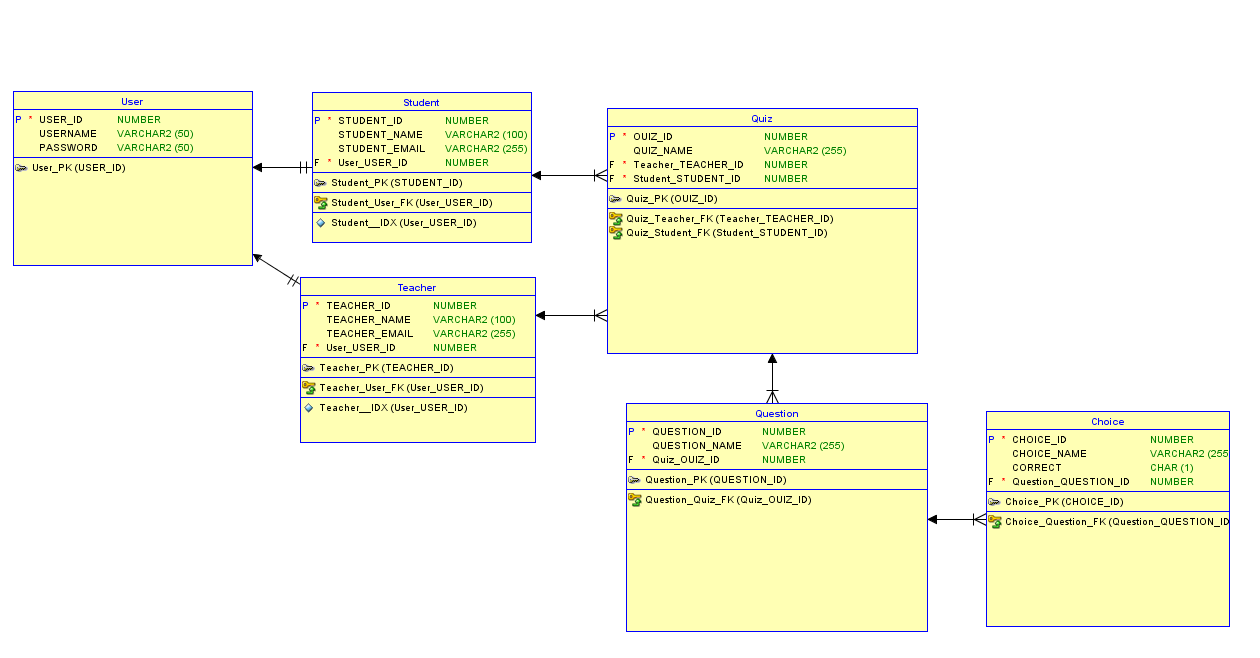 User
P * USER_ID NUMBER
USERNAME VARCHAR2 (50)
PASSWORD VARCHAR2 (50)
User_PK (USER_ID)
Student
P * STUDENT_ID NUMBER
STUDENT_NAME VARCHAR2 (100)
STUDENT_EMAIL VARCHAR2 (255)
F * User_USER_ID NUMBER
Student_PK (STUDENT_ID)
Student_User_FK (User_USER_ID)
Student__IDX (User_USER_ID)
Teacher
P * TEACHER_ID NUMBER
TEACHER_NAME VARCHAR2 (100)
TEACHER_EMAIL VARCHAR2 (255)
F * User_USER_ID NUMBER
Teacher_PK (TEACHER_ID)
Teacher_User_FK (User_USER_ID)
Teacher__IDX (User_USER_ID)
Quiz
P * OUIZ_ID NUMBER
QUIZ_NAME VARCHAR2 (255)
F * Teacher_TEACHER_ID NUMBER
F * Student_STUDENT_ID NUMBER
Quiz_PK (OUIZ_ID)
Quiz_Teacher_FK (Teacher_TEACHER_ID)
Quiz_Student_FK (Student_STUDENT_ID)
Question
P * QUESTION_ID NUMBER
QUESTION_NAME VARCHAR2 (255)
F * Quiz_OUIZ_ID NUMBER
Question_PK (QUESTION_ID)
Question_Quiz_FK (Quiz_OUIZ_ID)
Choice
P * CHOICE_ID NUMBER
CHOICE_NAME VARCHAR2 (255
CORRECT CHAR (1)
F * Question_QUESTION_ID NUMBER
Choice_PK (CHOICE_ID)
Choice_Question_FK (Question_QUESTION_ID